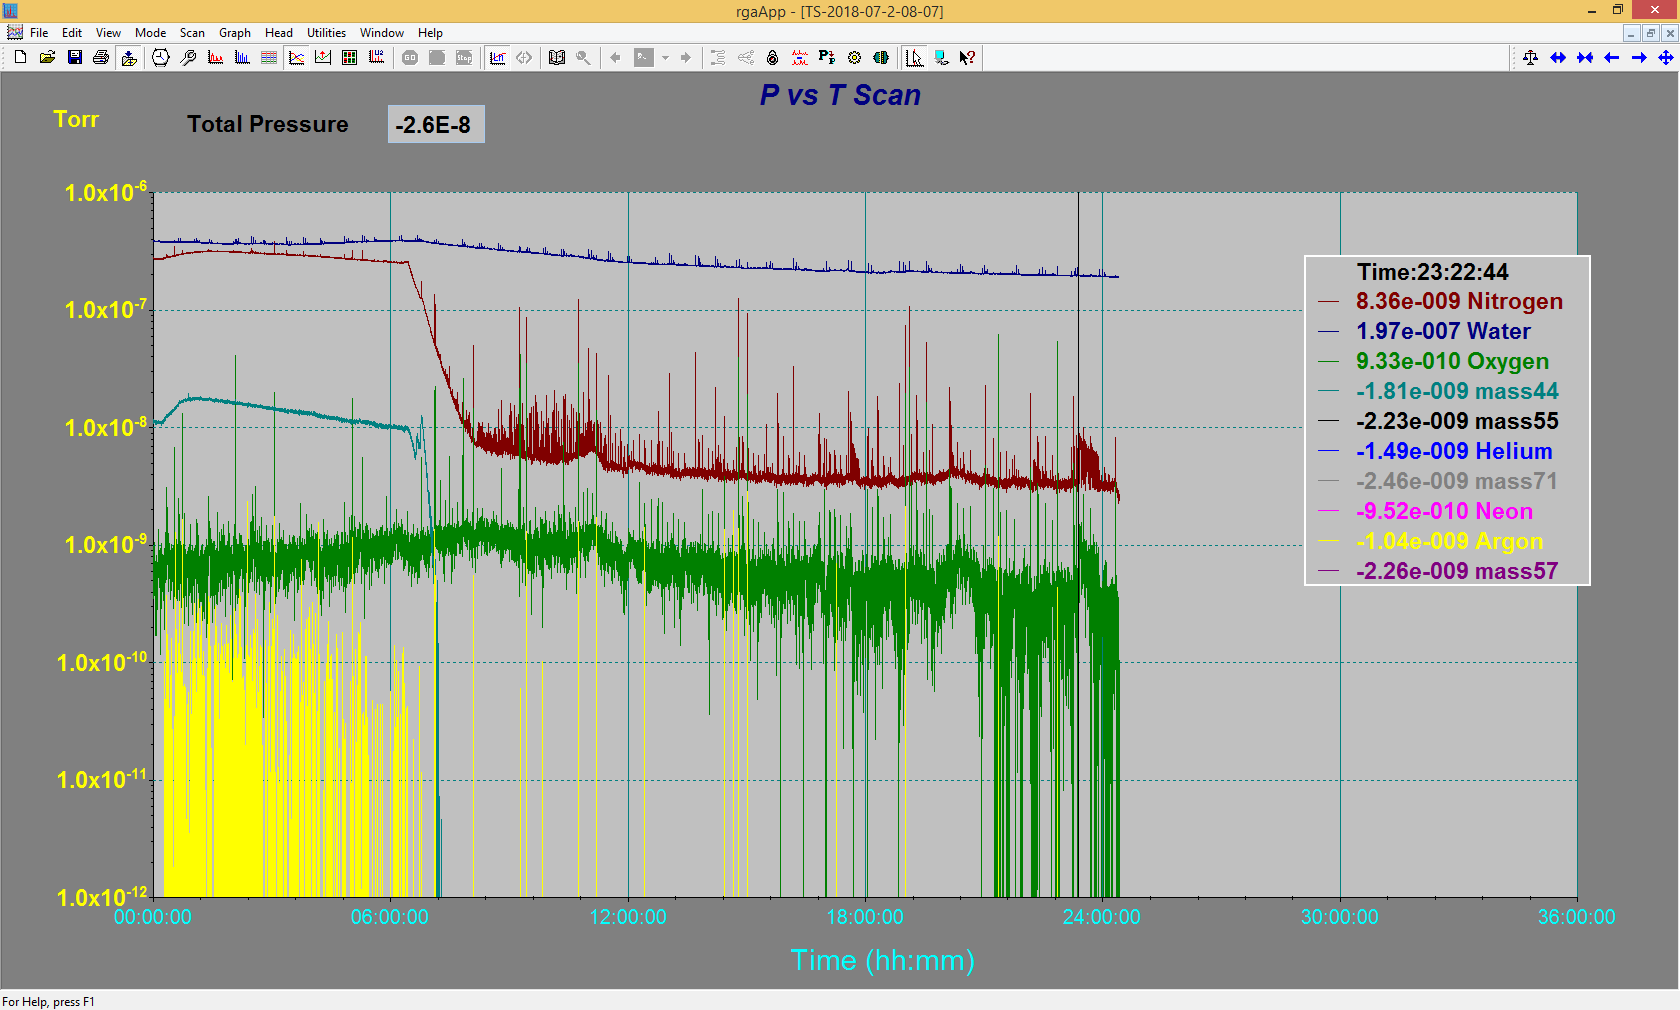 rgaApp - [TS-2018-07-2-08-07]
File Edit View Mode Scan Graph Head Utilities Window Help
GO Stop
P vs T Scan
Torr
Total Pressure -2.6E-8
1.0x10-6
1.0x10-7
1.0x10-8
1.0x10-9
1.0x10-10
1.0x10-11
1.0x10-12
Time:23:22:44
8.36e-009 Nitrogen
1.97e-007 Water
9.33e-010 Oxygen
-1.81e-009 mass44
-2.23e-009 mass55
-1.49e-009 Helium
-2.46e-009 mass71
-9.52e-010 Neon
-1.04e-009 Argon
-2.26e-009 mass57
00:00:00 06:00:00 12:00:00 18:00:00 24:00:00 30:00:00 36:00:00
Time (hh:mm)
For Help, press F1